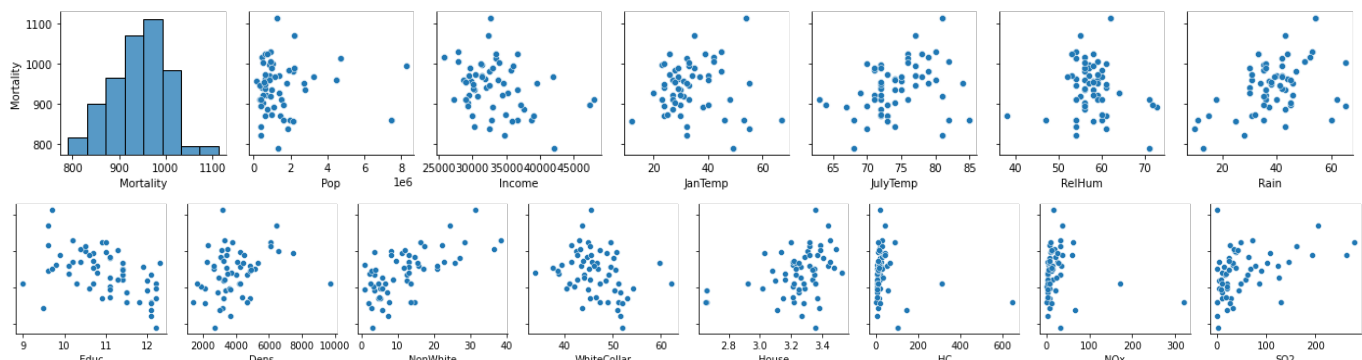 1100
1000
900
800
Mortality
800 900 1000 1100
Mortality
0 2 4 6 8
1e6
Pop
25000 30000 35000 40000 45000
Income
20 40 60
JanTemp
65 70 75 80 85
JulyTemp
40 50 60 70
RelHum
20 40 60
Rain
9 10 11 12
Educ
2000 4000 6000 8000 10000
Dens
0 10 20 30 40
NonWhite
40 50 60
WhiteCollar
2.8 3.0 3.2 3.4
House
0 200 400 600
HC
0 100 200 300
NOx
0 100 200
SO2